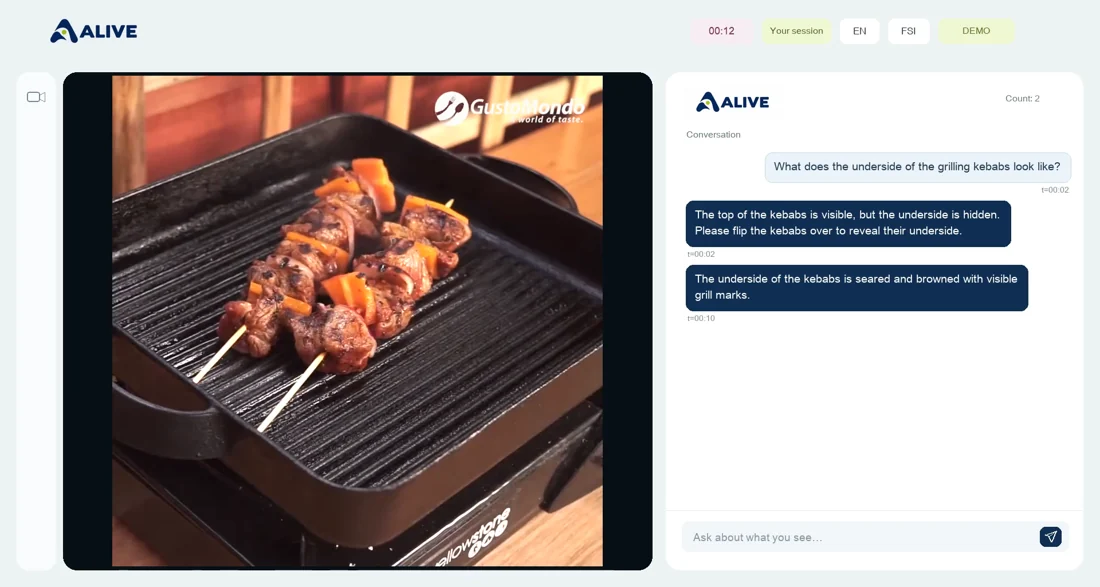 ALIVE
00:12
Your session
EN
FSI
DEMO
GustoMondo
a world of taste.
ellowstone
ALIVE
Count: 2
Conversation
What does the underside of the grilling kebabs look like?
t=00:02
The top of the kebabs is visible, but the underside is hidden.
Please flip the kebabs over to reveal their underside.
t=00:02
The underside of the kebabs is seared and browned with visible
grill marks.
t=00:10
Ask about what you see…